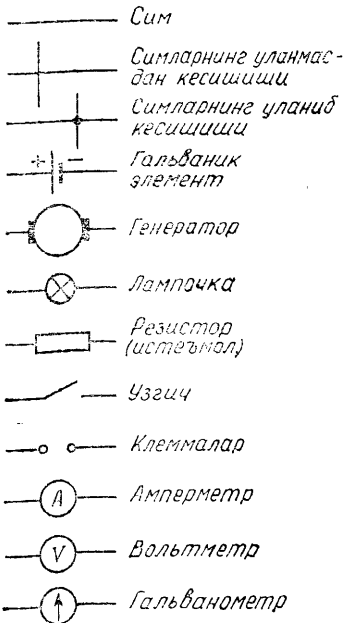 Сим
Симларнинг уланмас-
дан кесишиши
Симларнинг уланиб
кесишиши
+ −
Гальваник
элемент
Генератор
Лампочка
Резистор
(истеъмол)
Узгич
Клеммалар
A Амперметр
V Вольтметр
Гальванометр